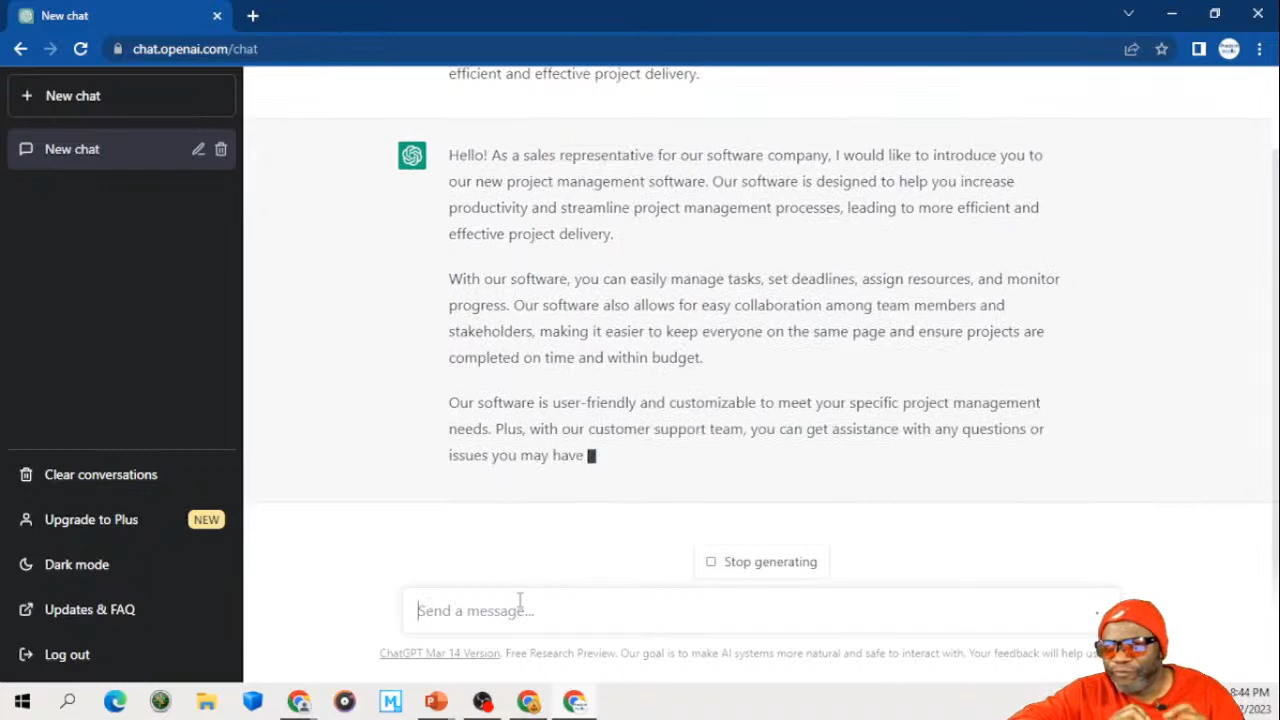 New chat
chat.openai.com/chat
New chat
New chat
Clear conversations
Upgrade to Plus NEW
Dark mode
Updates & FAQ
Log out
efficient and effective project delivery.
Hello! As a sales representative for our software company, I would like to introduce you to
our new project management software. Our software is designed to help you increase
productivity and streamline project management processes, leading to more efficient and
effective project delivery.
With our software, you can easily manage tasks, set deadlines, assign resources, and monitor
progress. Our software also allows for easy collaboration among team members and
stakeholders, making it easier to keep everyone on the same page and ensure projects are
completed on time and within budget.
Our software is user-friendly and customizable to meet your specific project management
needs. Plus, with our customer support team, you can get assistance with any questions or
issues you may have
Stop generating
Send a message...
ChatGPT Mar 14 Version. Free Research Preview. Our goal is to make AI systems more natural and safe to interact with. Your feedback will help
8:44 PM